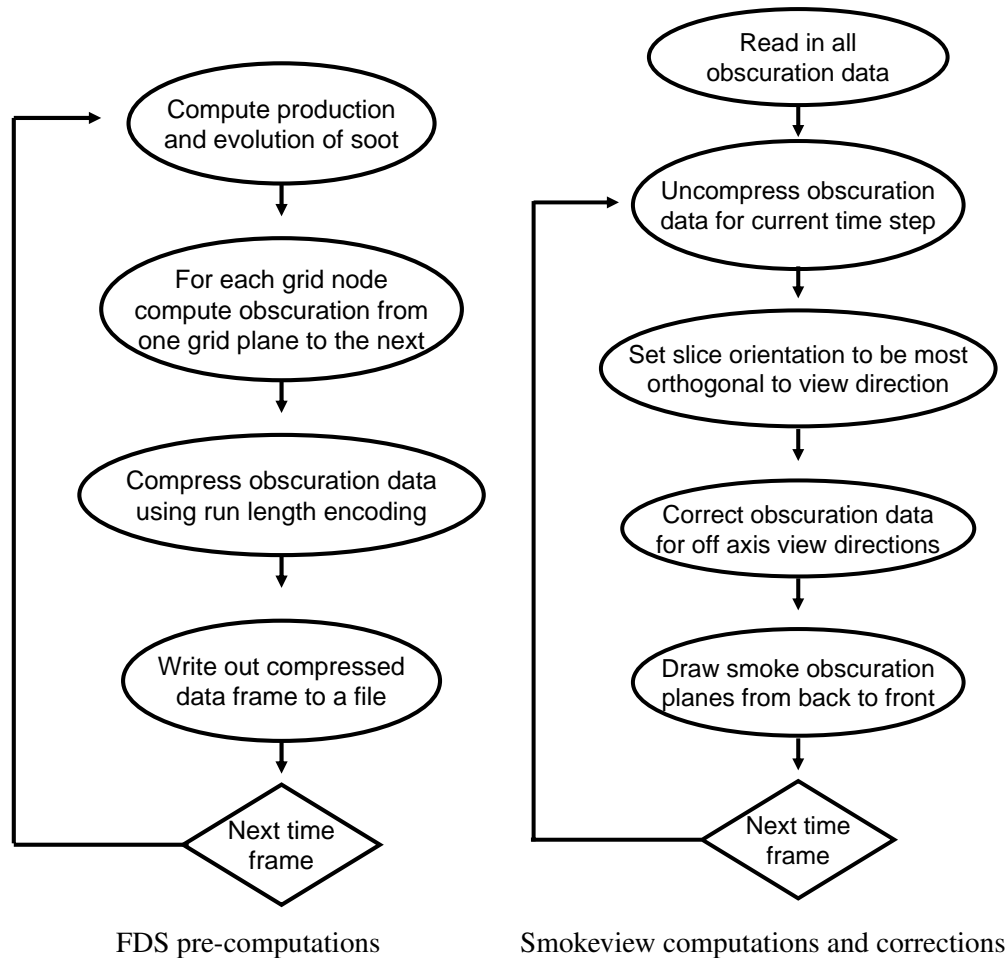 Compute production
and evolution of soot
For each grid node
compute obscuration from
one grid plane to the next
Compress obscuration data
using run length encoding
Write out compressed
data frame to a file
Next time
frame
FDS pre-computations
Read in all
obscuration data
Uncompress obscuration
data for current time step
Set slice orientation to be most
orthogonal to view direction
Correct obscuration data
for off axis view directions
Draw smoke obscuration
planes from back to front
Next time
frame
Smokeview computations and corrections